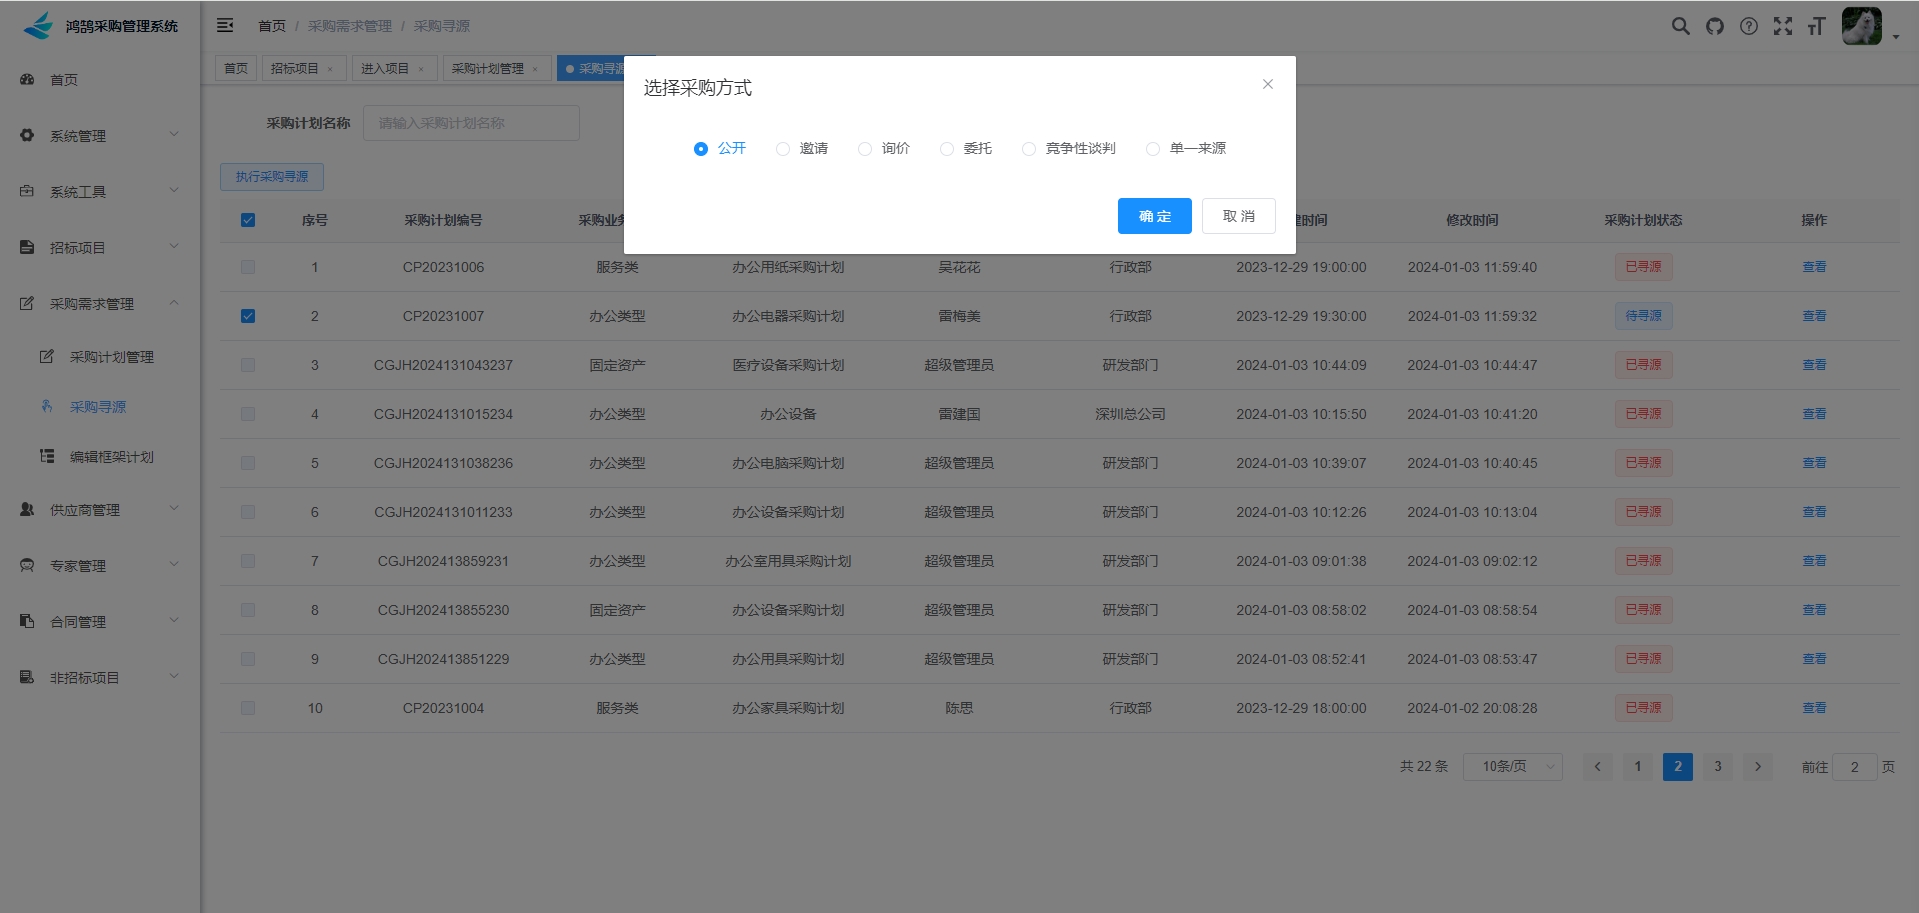 鸿鹄采购管理系统
首页 / 采购需求管理 / 采购寻源
首页
招标项目 ×
进入项目 ×
采购计划管理 ×
采购寻源
首页
系统管理
系统工具
招标项目
采购需求管理
采购计划管理
采购寻源
编辑框架计划
供应商管理
专家管理
合同管理
非招标项目
采购计划名称 请输入采购计划名称
执行采购寻源
选择采购方式
公开 邀请 询价 委托 竞争性谈判 单一来源
确 定 取 消
序号 采购计划编号 采购业 时间 修改时间 采购计划状态 操作
1 CP20231006 服务类 办公用纸采购计划 吴花花 行政部 2023-12-29 19:00:00 2024-01-03 11:59:40 已寻源 查看
2 CP20231007 办公类型 办公电器采购计划 雷梅美 行政部 2023-12-29 19:30:00 2024-01-03 11:59:32 待寻源 查看
3 CGJH2024131043237 固定资产 医疗设备采购计划 超级管理员 研发部门 2024-01-03 10:44:09 2024-01-03 10:44:47 已寻源 查看
4 CGJH2024131015234 办公类型 办公设备 雷建国 深圳总公司 2024-01-03 10:15:50 2024-01-03 10:41:20 已寻源 查看
5 CGJH2024131038236 办公类型 办公电脑采购计划 超级管理员 研发部门 2024-01-03 10:39:07 2024-01-03 10:40:45 已寻源 查看
6 CGJH2024131011233 办公类型 办公设备采购计划 超级管理员 研发部门 2024-01-03 10:12:26 2024-01-03 10:13:04 已寻源 查看
7 CGJH202413859231 办公类型 办公室用具采购计划 超级管理员 研发部门 2024-01-03 09:01:38 2024-01-03 09:02:12 已寻源 查看
8 CGJH202413855230 固定资产 办公设备采购计划 超级管理员 研发部门 2024-01-03 08:58:02 2024-01-03 08:58:54 已寻源 查看
9 CGJH202413851229 办公类型 办公用具采购计划 超级管理员 研发部门 2024-01-03 08:52:41 2024-01-03 08:53:47 已寻源 查看
10 CP20231004 服务类 办公家具采购计划 陈思 行政部 2023-12-29 18:00:00 2024-01-02 20:08:28 已寻源 查看
共 22 条 10条/页 < 1 2 3 > 前往 2 页